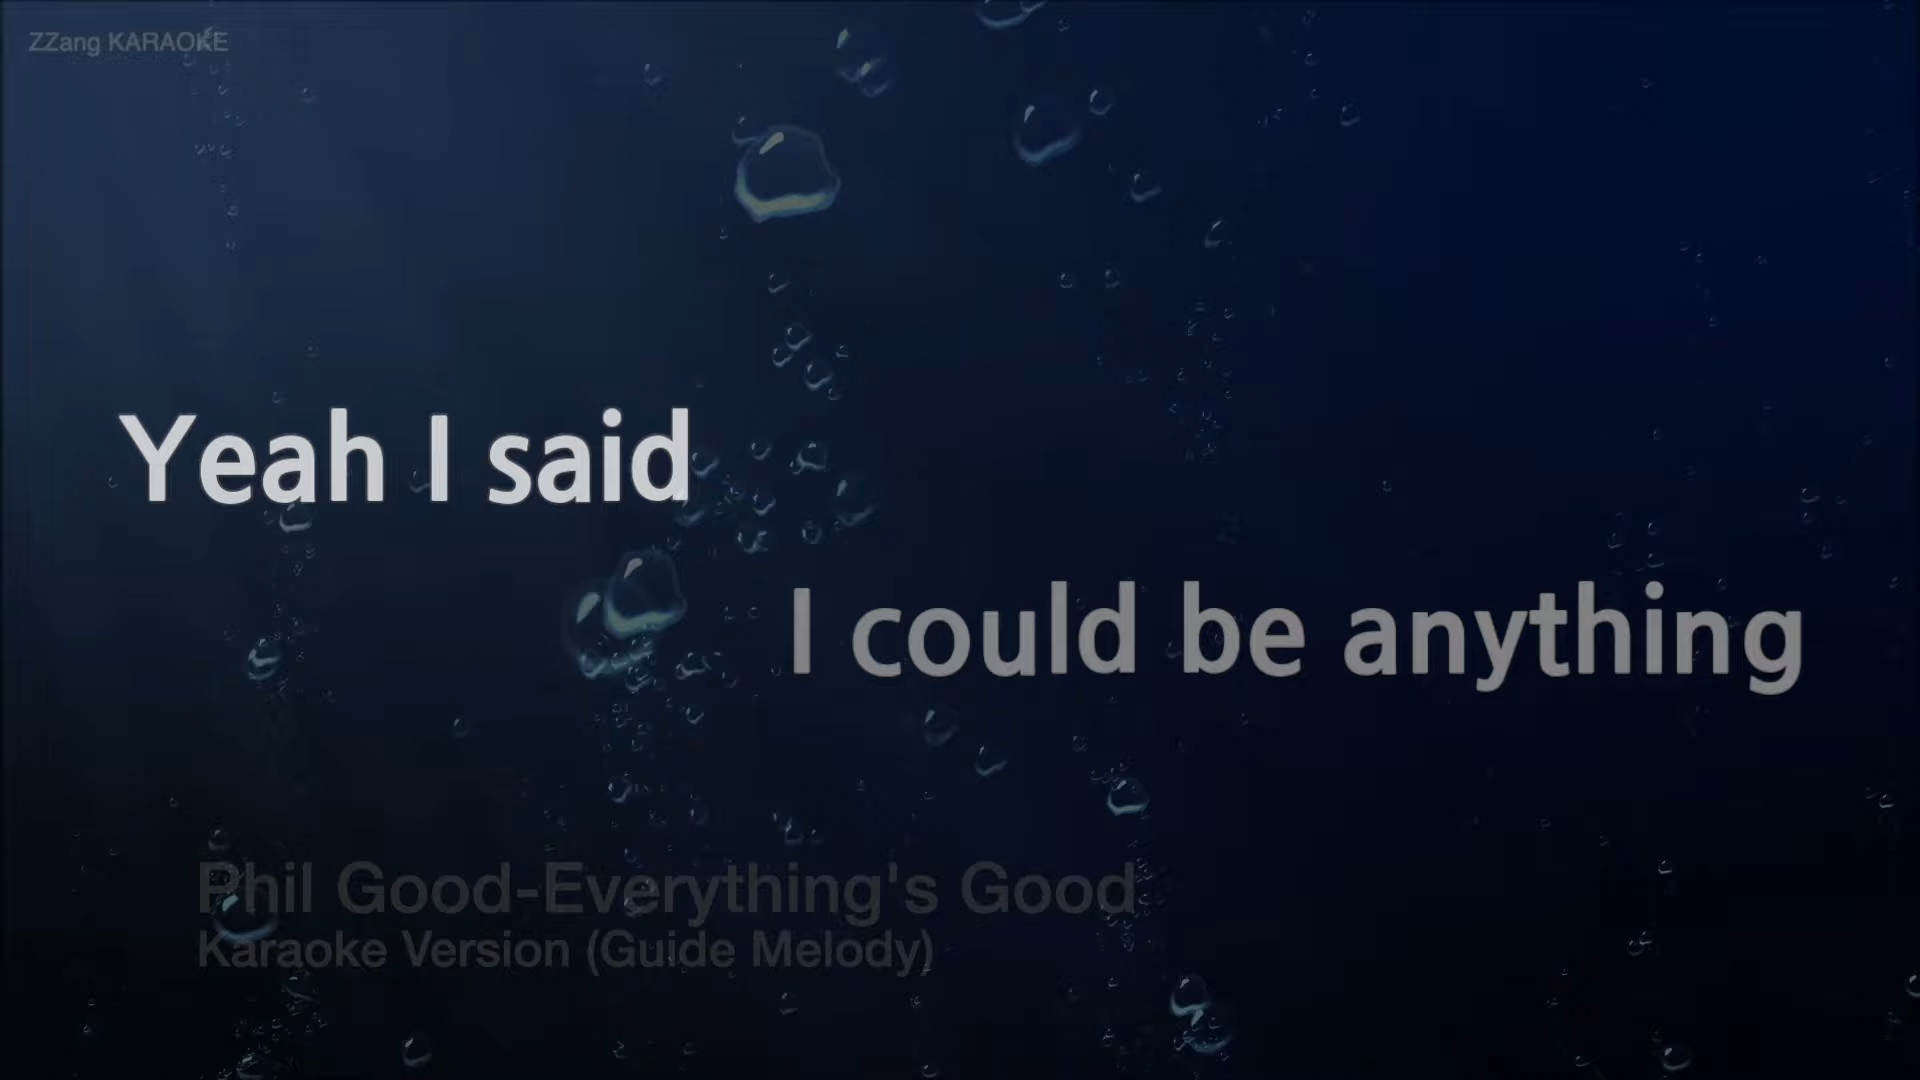 ZZang KARAOKE
Yeah I said
I could be anything
Phil Good-Everything's Good
Karaoke Version (Guide Melody)